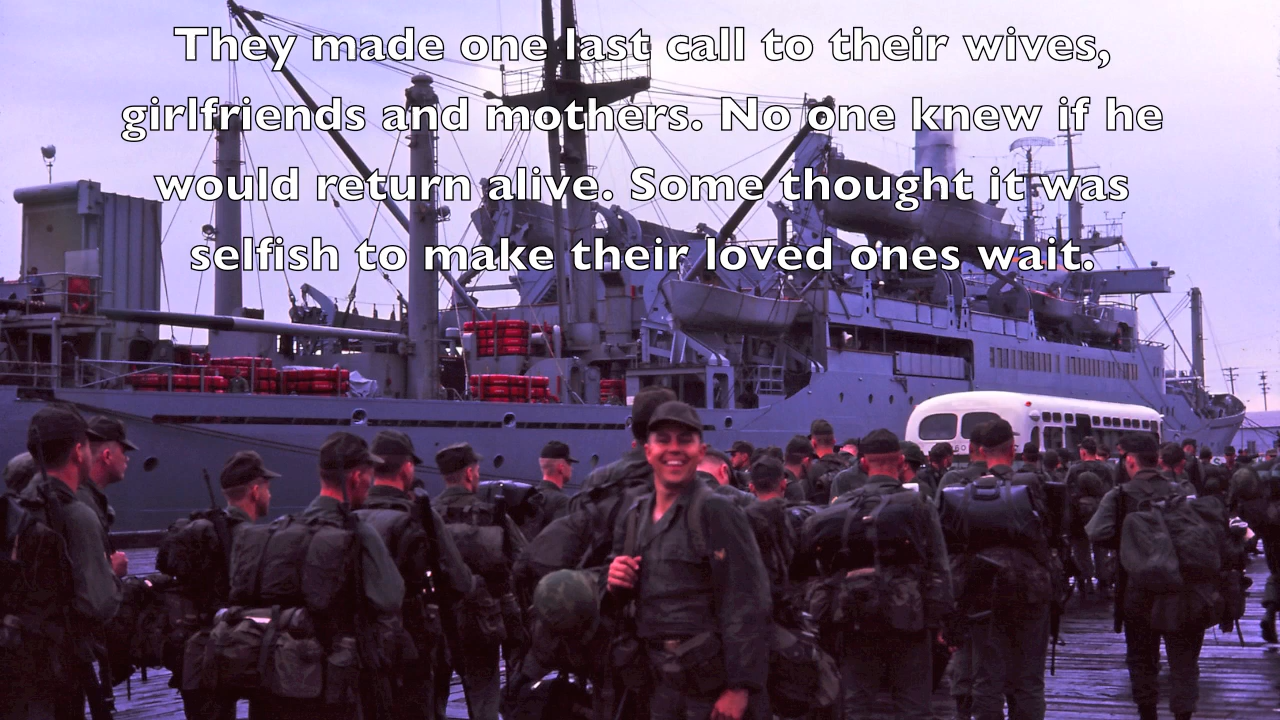 They made one last call to their wives,
girlfriends and mothers. No one knew if he
would return alive. Some thought it was
selfish to make their loved ones wait.